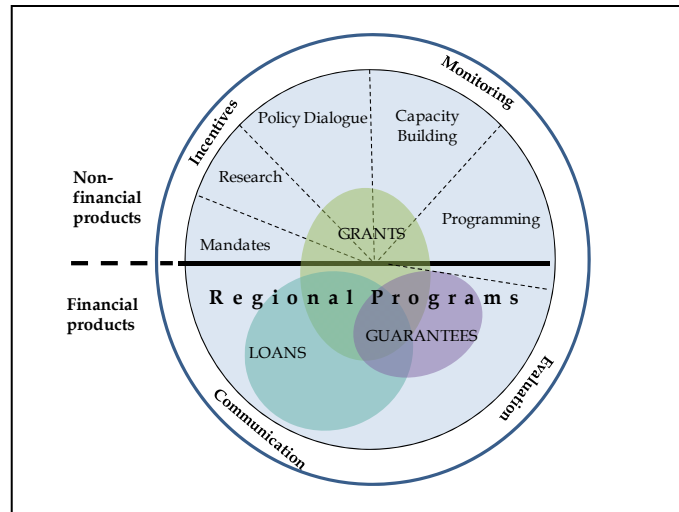 Monitoring
Incentives
Policy Dialogue
Capacity
Building
Research
Non-
financial
products
Programming
GRANTS
Mandates
Regional Programs
Financial
products
GUARANTEES
LOANS
Evaluation
Communication